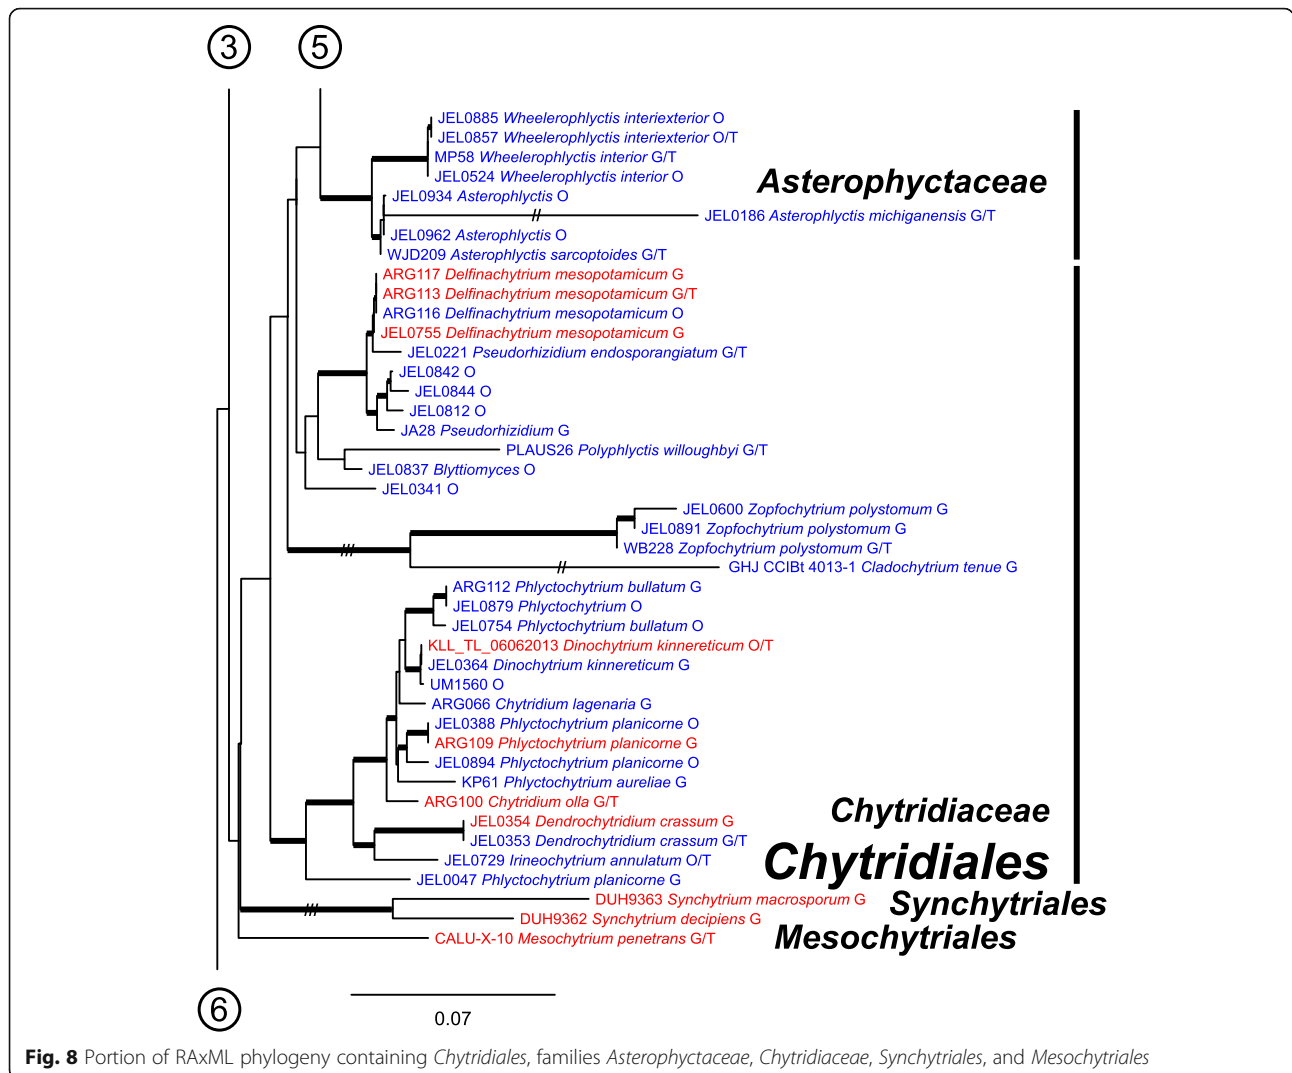 3
5
JEL0885 Wheelerophlyctis interiexterior O
JEL0857 Wheelerophlyctis interiexterior O/T
MP58 Wheelerophlyctis interior G/T
JEL0524 Wheelerophlyctis interior O
Asterophyctaceae
JEL0934 Asterophlyctis O
JEL0186 Asterophlyctis michiganensis G/T
JEL0962 Asterophlyctis O
WJD209 Asterophlyctis sarcoptoides G/T
ARG117 Delfinachytrium mesopotamicum G
ARG113 Delfinachytrium mesopotamicum G/T
ARG116 Delfinachytrium mesopotamicum O
JEL0755 Delfinachytrium mesopotamicum G
JEL0221 Pseudorhizidium endosporangiatum G/T
JEL0842 O
JEL0844 O
JEL0812 O
JA28 Pseudorhizidium G
PLAUS26 Polyphlyctis willoughbyi G/T
JEL0837 Blyttiomyces O
JEL0341 O
JEL0600 Zopfochytrium polystomum G
JEL0891 Zopfochytrium polystomum G
WB228 Zopfochytrium polystomum G/T
GHJ CCIBt 4013-1 Cladochytrium tenue G
ARG112 Phlyctochytrium bullatum G
JEL0879 Phlyctochytrium O
JEL0754 Phlyctochytrium bullatum O
KLL_TL_06062013 Dinochytrium kinnereticum O/T
JEL0364 Dinochytrium kinnereticum G
UM1560 O
ARG066 Chytridium lagenaria G
JEL0388 Phlyctochytrium planicorne O
ARG109 Phlyctochytrium planicorne G
JEL0894 Phlyctochytrium planicorne O
KP61 Phlyctochytrium aureliae G
ARG100 Chytridium olla G/T
Chytridiaceae
JEL0354 Dendrochytridium crassum G
JEL0353 Dendrochytridium crassum G/T
JEL0729 Irineochytrium annulatum O/T
Chytridiales
JEL0047 Phlyctochytrium planicorne G
DUH9363 Synchytrium macrosporum G
Synchytriales
DUH9362 Synchytrium decipiens G
CALU-X-10 Mesochytrium penetrans G/T
Mesochytriales
6
0.07
Fig. 8 Portion of RAxML phylogeny containing Chytridiales, families Asterophyctaceae, Chytridiaceae, Synchytriales, and Mesochytriales